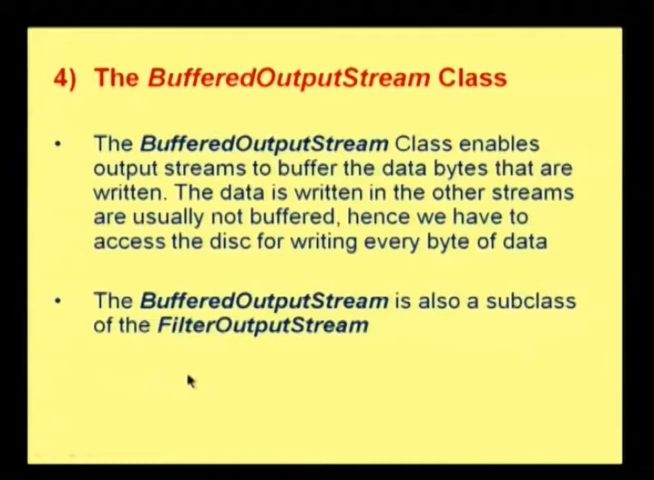 4) The BufferedOutputStream Class
• The BufferedOutputStream Class enables
output streams to buffer the data bytes that are
written. The data is written in the other streams
are usually not buffered, hence we have to
access the disc for writing every byte of data
• The BufferedOutputStream is also a subclass
of the FilterOutputStream